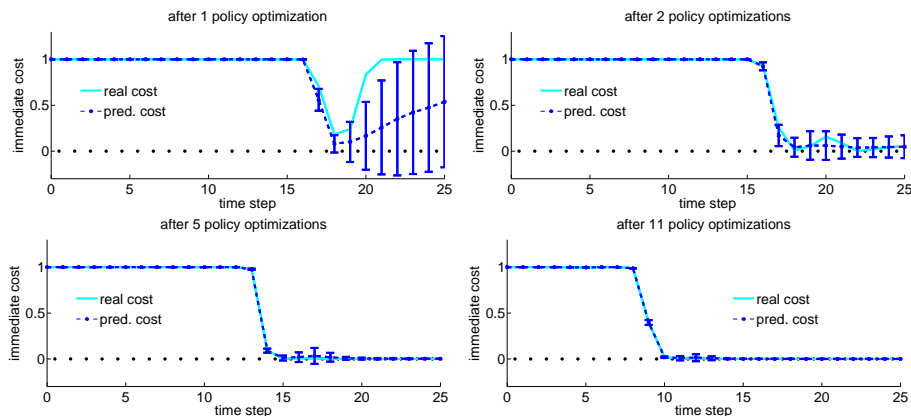 after 1 policy optimization
immediate cost
1
0.5
0
real cost
pred. cost
0 5 10 15 20 25
time step
after 2 policy optimizations
immediate cost
1
0.5
0
real cost
pred. cost
0 5 10 15 20 25
time step
after 5 policy optimizations
immediate cost
1
0.5
0
real cost
pred. cost
0 5 10 15 20 25
time step
after 11 policy optimizations
immediate cost
1
0.5
0
real cost
pred. cost
0 5 10 15 20 25
time step